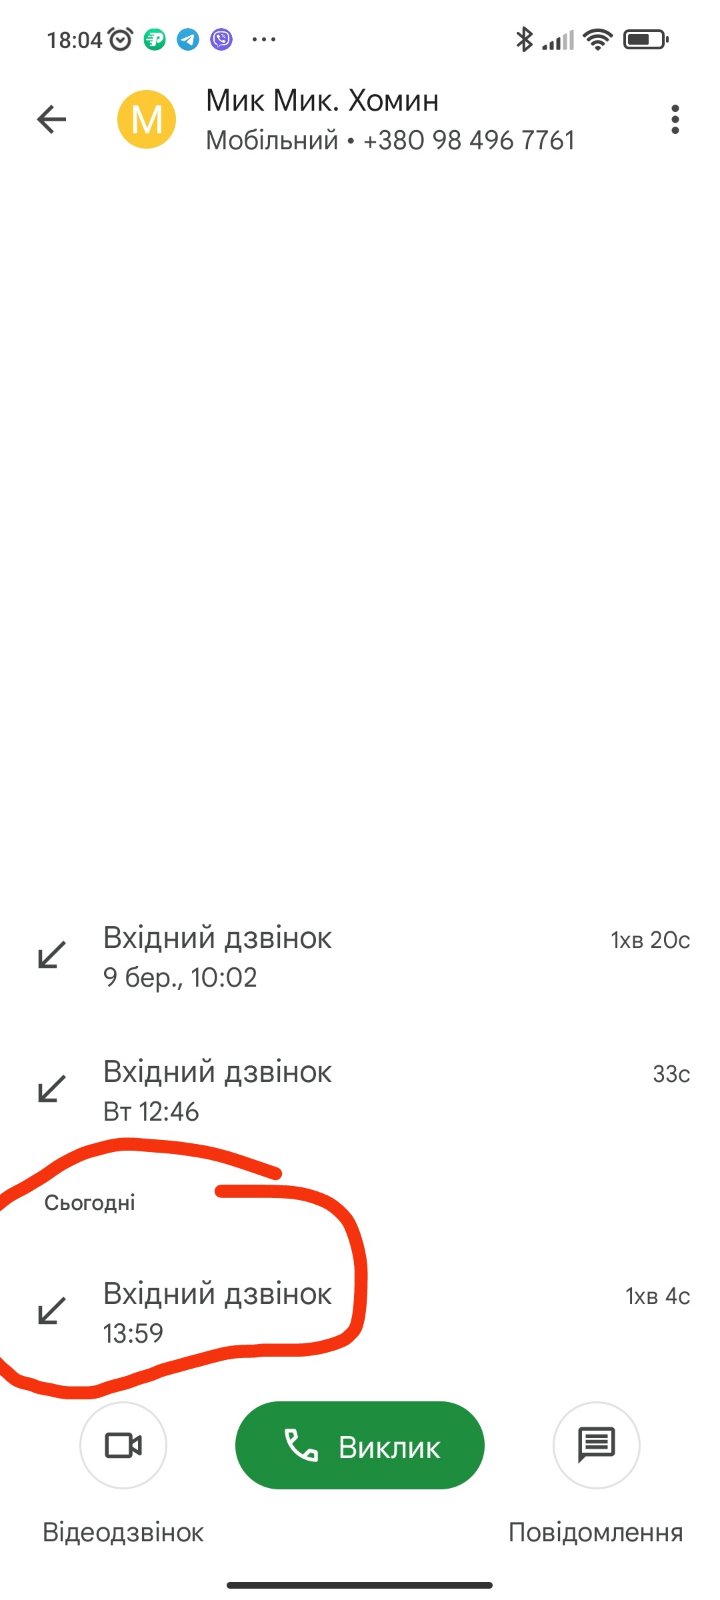 18:04
Мик Мик. Хомин
Мобільний • +380 98 496 7761
Вхідний дзвінок 1хв 20с
9 бер., 10:02
Вхідний дзвінок 33с
Вт 12:46
Сьогодні
Вхідний дзвінок 1хв 4с
13:59
Виклик
Відеодзвінок Повідомлення